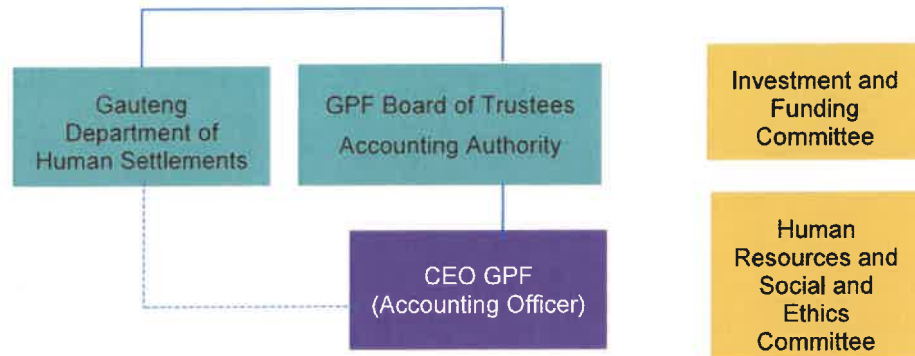 Gauteng
Department of
Human Settlements
GPF Board of Trustees
Accounting Authority
Investment and
Funding
Committee
CEO GPF
(Accounting Officer)
Human
Resources and
Social and
Ethics
Committee